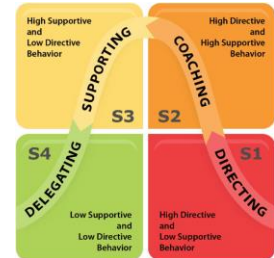 High Supportive
and
Low Directive
Behavior
High Directive
and
High Supportive
Behavior
SUPPORTING
COACHING
S3
S2
S4
S1
DELEGATING
DIRECTING
Low Supportive
and
Low Directive
Behavior
High Directive
and
Low Supportive
Behavior